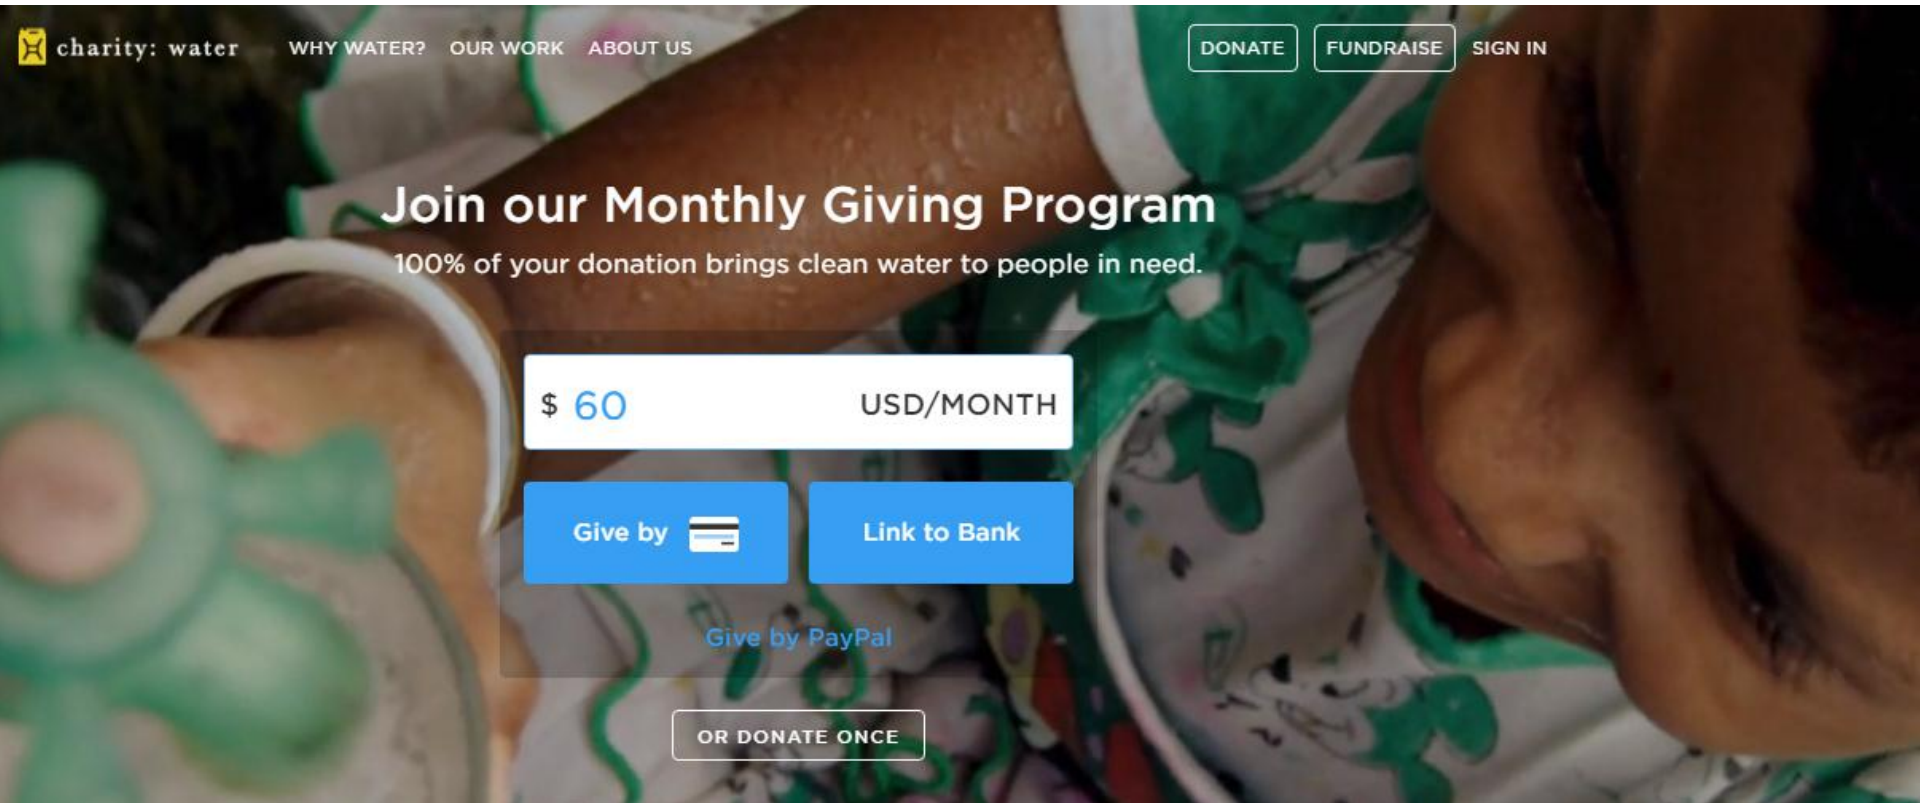 charity: water
WHY WATER? OUR WORK ABOUT US
DONATE FUNDRAISE SIGN IN
Join our Monthly Giving Program
100% of your donation brings clean water to people in need.
$ 60 USD/MONTH
Give by
Link to Bank
Give by PayPal
OR DONATE ONCE